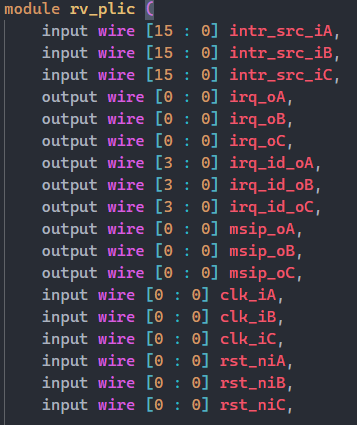 module rv_plic (
input wire [15 : 0] intr_src_iA,
input wire [15 : 0] intr_src_iB,
input wire [15 : 0] intr_src_iC,
output wire [0 : 0] irq_oA,
output wire [0 : 0] irq_oB,
output wire [0 : 0] irq_oC,
output wire [3 : 0] irq_id_oA,
output wire [3 : 0] irq_id_oB,
output wire [3 : 0] irq_id_oC,
output wire [0 : 0] msip_oA,
output wire [0 : 0] msip_oB,
output wire [0 : 0] msip_oC,
input wire [0 : 0] clk_iA,
input wire [0 : 0] clk_iB,
input wire [0 : 0] clk_iC,
input wire [0 : 0] rst_niA,
input wire [0 : 0] rst_niB,
input wire [0 : 0] rst_niC,